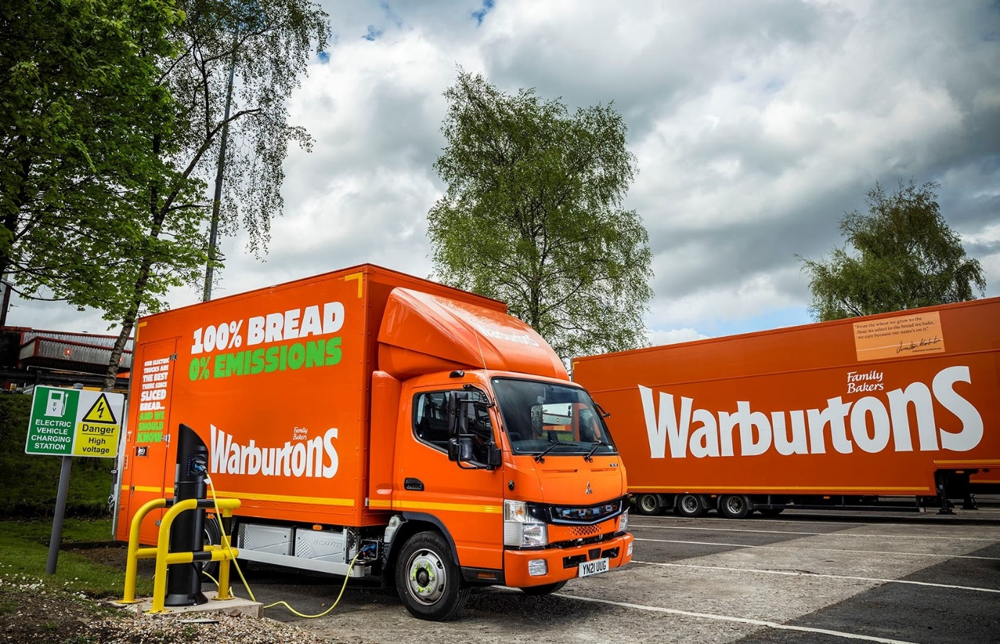 100% BREAD
0% EMISSIONS
OUR ELECTRIC
TRUCKS ARE
THE BEST
THING SINCE
SLICED
BREAD...
AND WE
SHOULD
KNOW
Family
Bakers
Warburtons
Warburtons
E
V
ELECTRIC
VEHICLE
CHARGING
STATION
Danger
High
voltage
ECANTER
FUSO
YN21 UUG
"From the wheat we grow to the
flour we select to the bread we bake,
we care because our name's on it."
Jonathan Warburton
Family
Bakers
Warburtons